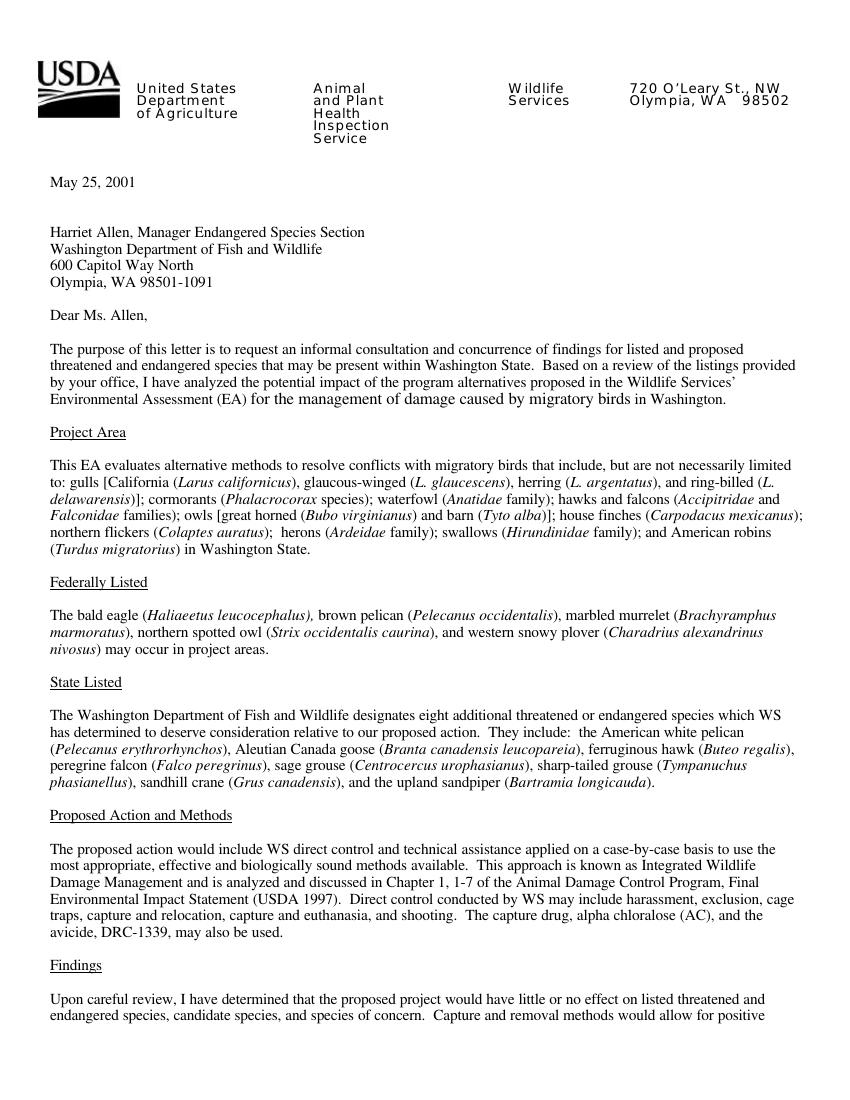 USDA
United States
Department
of Agriculture
Animal
and Plant
Health
Inspection
Service
Wildlife
Services
720 O'Leary St., NW
Olympia, WA 98502
May 25, 2001
Harriet Allen, Manager Endangered Species Section
Washington Department of Fish and Wildlife
600 Capitol Way North
Olympia, WA 98501-1091
Dear Ms. Allen,
The purpose of this letter is to request an informal consultation and concurrence of findings for listed and proposed
threatened and endangered species that may be present within Washington State. Based on a review of the listings provided
by your office, I have analyzed the potential impact of the program alternatives proposed in the Wildlife Services'
Environmental Assessment (EA) for the management of damage caused by migratory birds in Washington.
Project Area
This EA evaluates alternative methods to resolve conflicts with migratory birds that include, but are not necessarily limited
to: gulls [California (Larus californicus), glaucous-winged (L. glaucescens), herring (L. argentatus), and ring-billed (L.
delawarensis)]; cormorants (Phalacrocorax species); waterfowl (Anatidae family); hawks and falcons (Accipitridae and
Falconidae families); owls [great horned (Bubo virginianus) and barn (Tyto alba)]; house finches (Carpodacus mexicanus);
northern flickers (Colaptes auratus); herons (Ardeidae family); swallows (Hirundinidae family); and American robins
(Turdus migratorius) in Washington State.
Federally Listed
The bald eagle (Haliaeetus leucocephalus), brown pelican (Pelecanus occidentalis), marbled murrelet (Brachyramphus
marmoratus), northern spotted owl (Strix occidentalis caurina), and western snowy plover (Charadrius alexandrinus
nivosus) may occur in project areas.
State Listed
The Washington Department of Fish and Wildlife designates eight additional threatened or endangered species which WS
has determined to deserve consideration relative to our proposed action. They include: the American white pelican
(Pelecanus erythrorhynchos), Aleutian Canada goose (Branta canadensis leucopareia), ferruginous hawk (Buteo regalis),
peregrine falcon (Falco peregrinus), sage grouse (Centrocercus urophasianus), sharp-tailed grouse (Tympanuchus
phasianellus), sandhill crane (Grus canadensis), and the upland sandpiper (Bartramia longicauda).
Proposed Action and Methods
The proposed action would include WS direct control and technical assistance applied on a case-by-case basis to use the
most appropriate, effective and biologically sound methods available. This approach is known as Integrated Wildlife
Damage Management and is analyzed and discussed in Chapter 1, 1-7 of the Animal Damage Control Program, Final
Environmental Impact Statement (USDA 1997). Direct control conducted by WS may include harassment, exclusion, cage
traps, capture and relocation, capture and euthanasia, and shooting. The capture drug, alpha chloralose (AC), and the
avicide, DRC-1339, may also be used.
Findings
Upon careful review, I have determined that the proposed project would have little or no effect on listed threatened and
endangered species, candidate species, and species of concern. Capture and removal methods would allow for positive